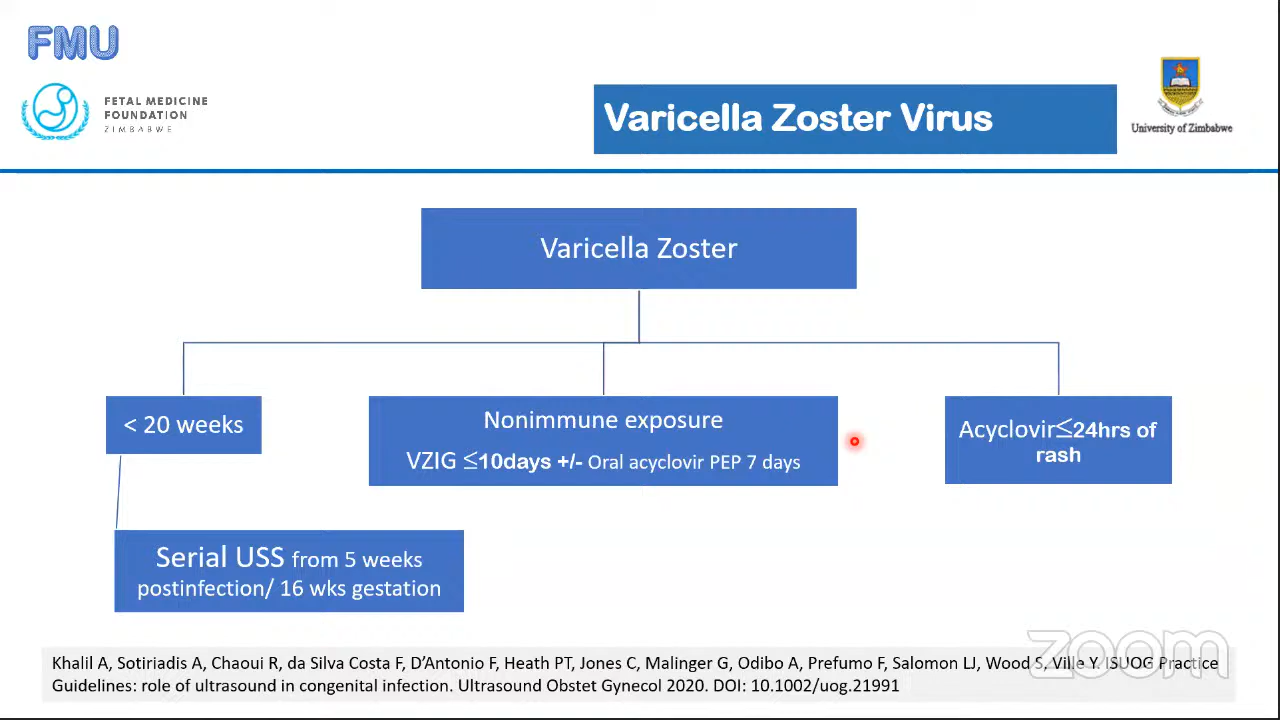 FMU
FETAL MEDICINE
FOUNDATION
ZIMBABWE
Varicella Zoster Virus
University of Zimbabwe
Varicella Zoster
< 20 weeks
Nonimmune exposure
VZIG ≤10days +/- Oral acyclovir PEP 7 days
Acyclovir≤24hrs of
rash
Serial USS from 5 weeks
postinfection/ 16 wks gestation
zoom
Khalil A, Sotiriadis A, Chaoui R, da Silva Costa F, D'Antonio F, Heath PT, Jones C, Malinger G, Odibo A, Prefumo F, Salomon LJ, Wood S, Ville Y. ISUOG Practice
Guidelines: role of ultrasound in congenital infection. Ultrasound Obstet Gynecol 2020. DOI: 10.1002/uog.21991